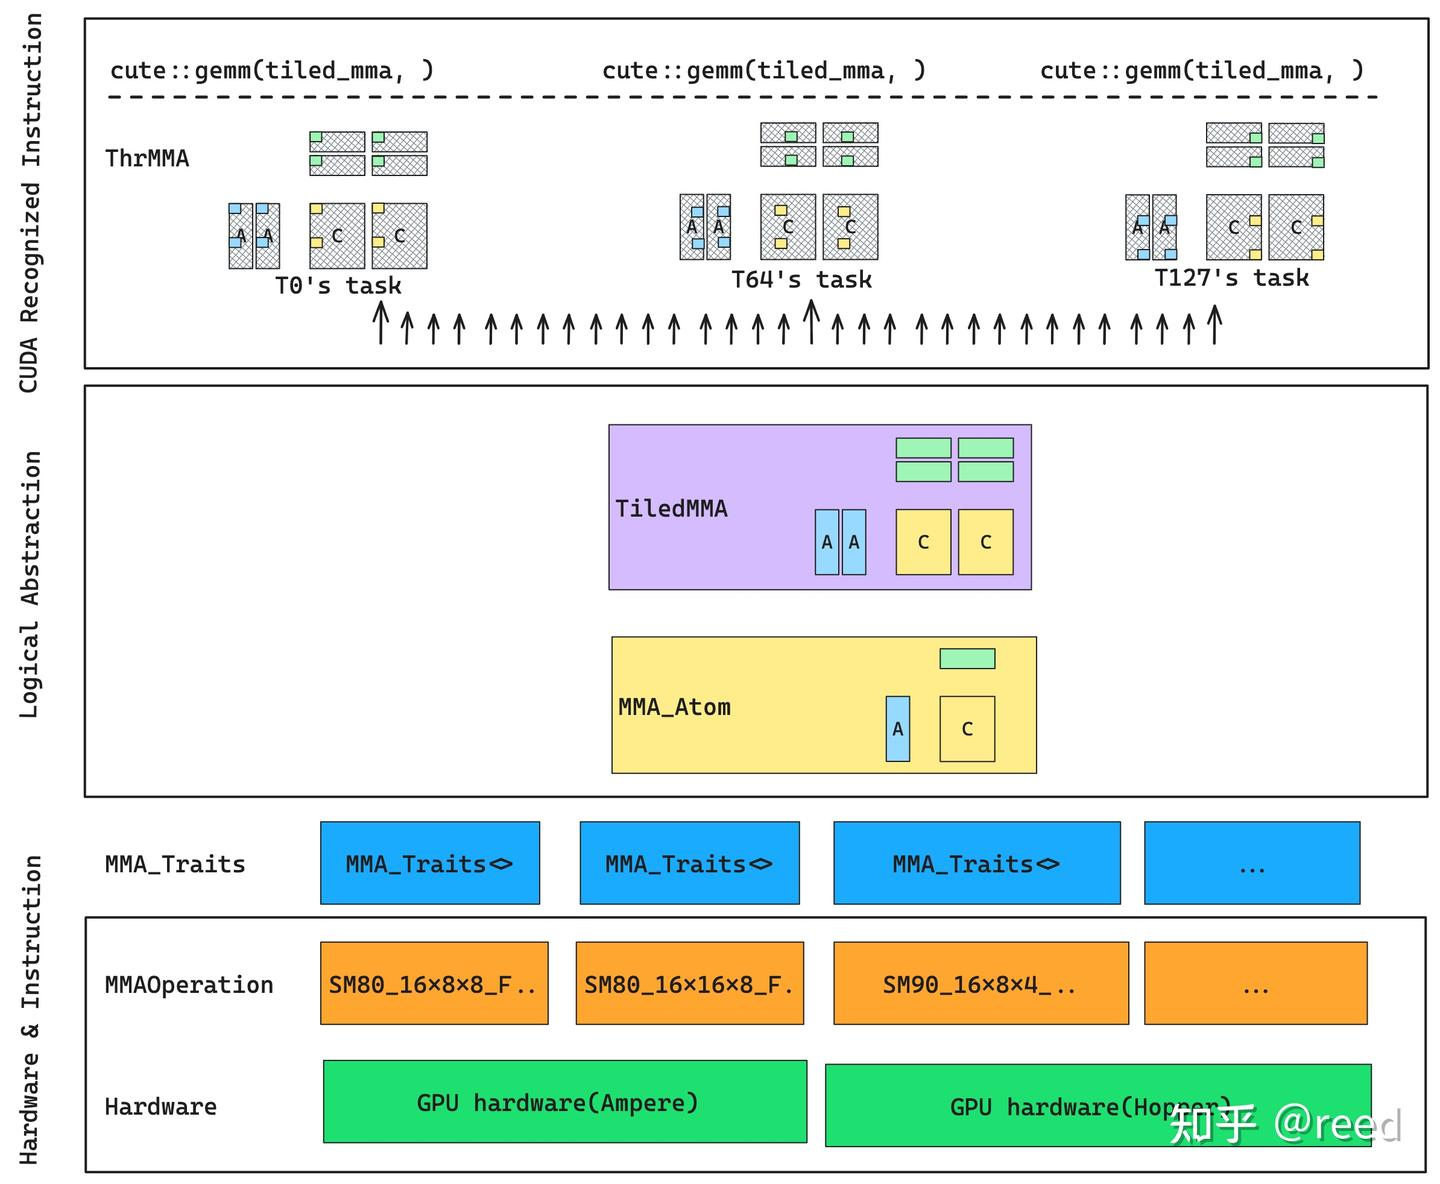 CUDA Recognized Instruction
cute::gemm(tiled_mma, )
cute::gemm(tiled_mma, )
cute::gemm(tiled_mma, )
ThrMMA
A
A
C
C
A
A
C
C
A
A
C
C
T0's task
T64's task
T127's task
Logical Abstraction
TiledMMA
A
A
C
C
MMA_Atom
A
C
Hardware & Instruction
MMA_Traits
MMA_Traits<>
MMA_Traits<>
MMA_Traits<>
...
MMAOperation
SM80_16×8×8_F..
SM80_16×16×8_F.
SM90_16×8×4_..
...
Hardware
GPU hardware(Ampere)
GPU hardware(Hopper)
知乎 @reed